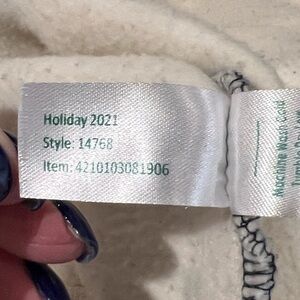 Holiday 2021
Style: 14768
Item: 4210103081906
Machine Wash Cold